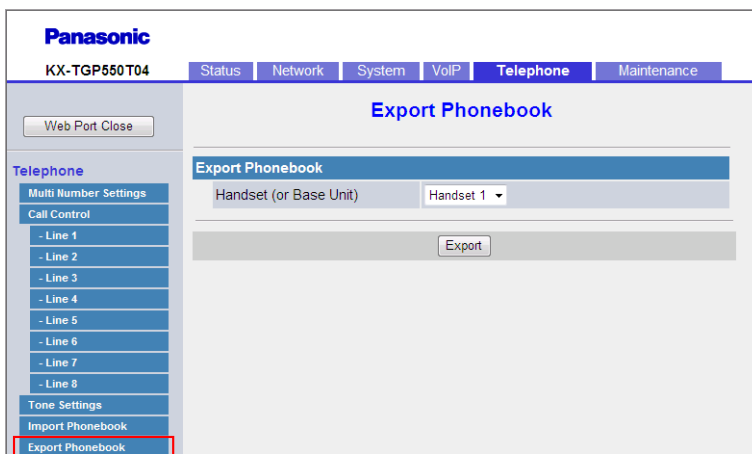 Panasonic
KX-TGP550T04
Status Network System VoIP Telephone Maintenance
Web Port Close
Export Phonebook
Telephone
Multi Number Settings
Call Control
- Line 1
- Line 2
- Line 3
- Line 4
- Line 5
- Line 6
- Line 7
- Line 8
Tone Settings
Import Phonebook
Export Phonebook
Export Phonebook
Handset (or Base Unit) Handset 1
Export